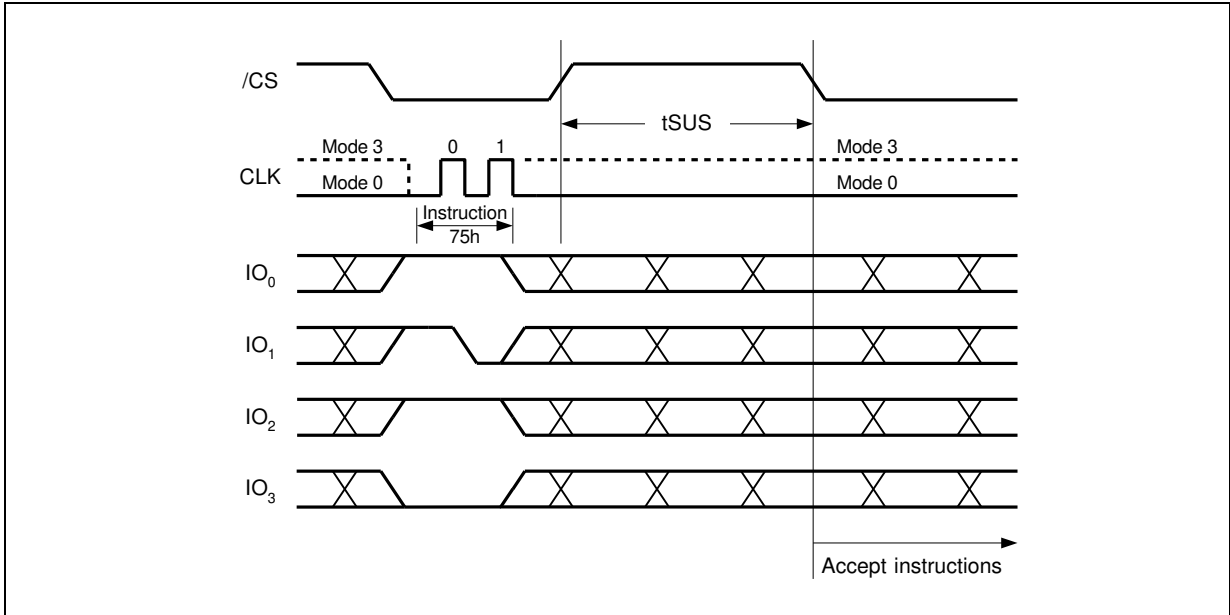 /CS
tSUS
Mode 3 0 1 Mode 3
CLK
Mode 0 Mode 0
Instruction
75h
IO0
IO1
IO2
IO3
Accept instructions